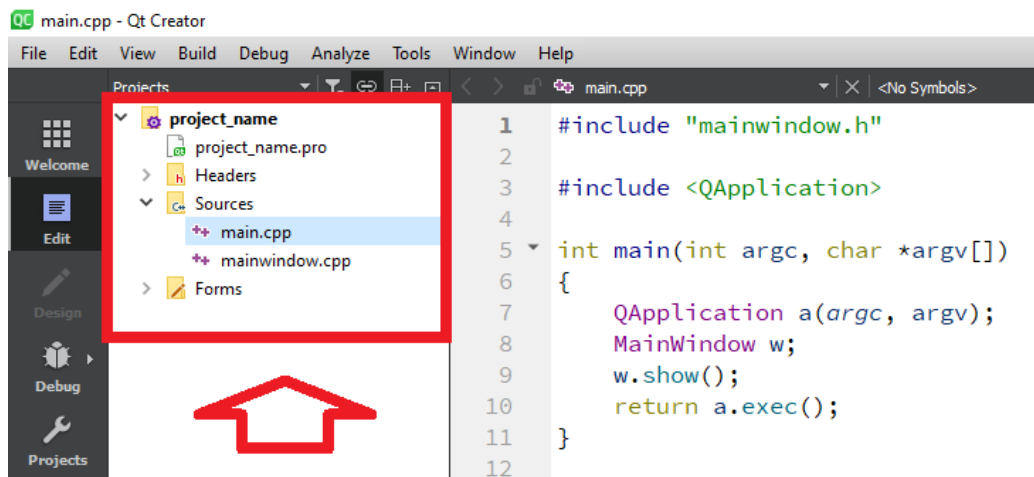 QC main.cpp - Qt Creator
File Edit View Build Debug Analyze Tools Window Help
Projects
main.cpp
<No Symbols>
Welcome
Edit
Design
Debug
Projects
project_name
project_name.pro
Headers
Sources
main.cpp
mainwindow.cpp
Forms
1 #include "mainwindow.h"
2
3 #include <QApplication>
4
5 int main(int argc, char *argv[])
6 {
7     QApplication a(argc, argv);
8     MainWindow w;
9     w.show();
10     return a.exec();
11 }
12